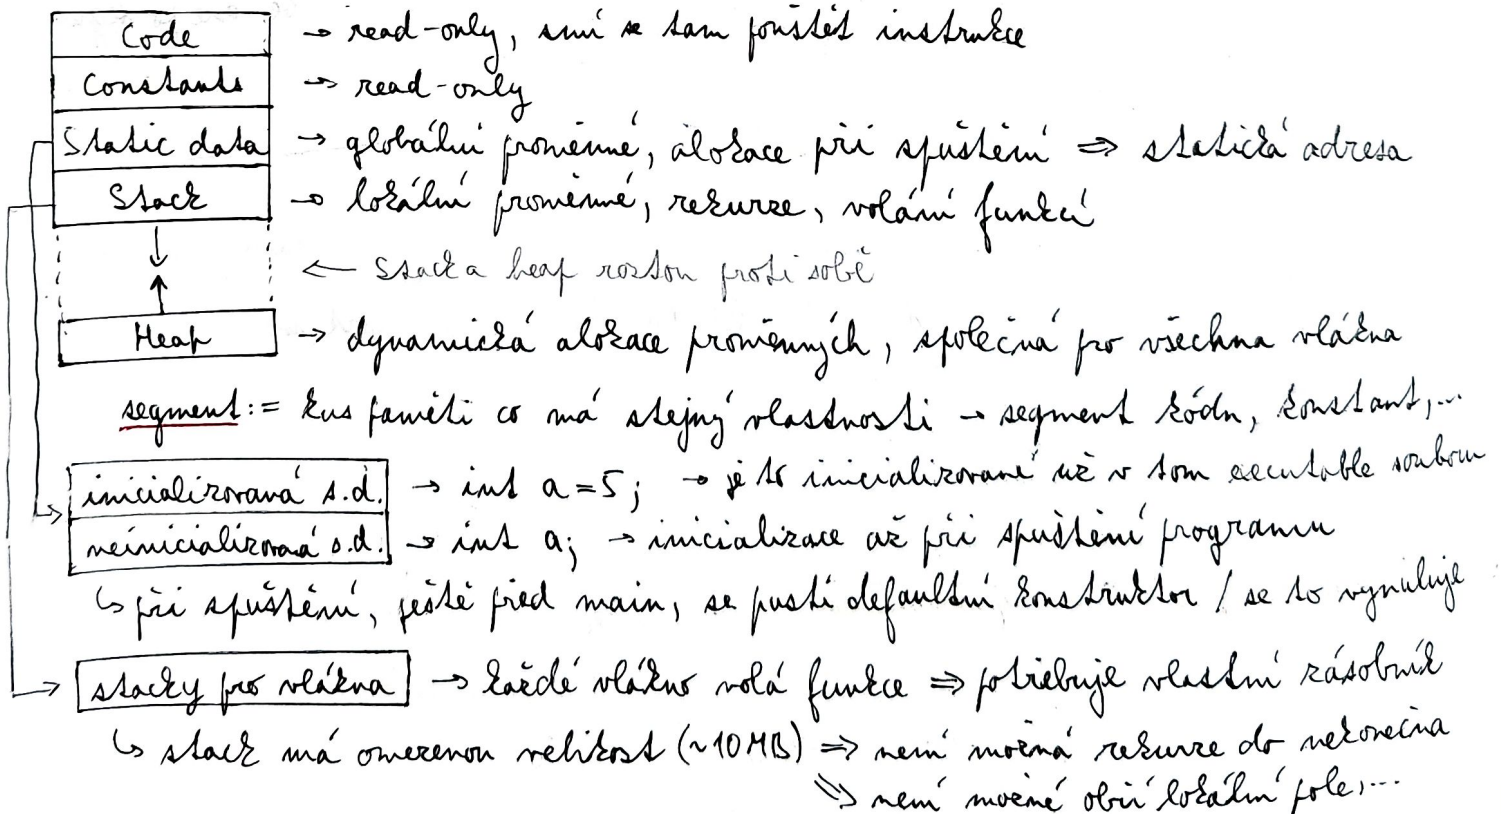 Code → read-only, smí se tam pouštět instrukce
Constants → read-only
Static data → globální proměnné, alokace při spuštění ⇒ statická adresa
Stack → lokální proměnné, rekurze, volání funkcí
← Stack a heap rostou proti sobě
Heap → dynamická alokace proměnných, společná pro všechna vlákna
segment := kus paměti co má stejný vlastnosti → segment kódu, konstant,...
inicializovaná s.d. → int a=5; → je to inicializované už v tom executable souboru
neinicializovaná s.d. → int a; → inicializace až při spuštění programu
↳ při spuštění, ještě před main, se pustí defaultní konstruktor / se to vynuluje
stacky pro vlákna → každé vlákno volá funkce ⇒ potřebuje vlastní zásobník
↳ stack má omezenou velikost (~10MB) ⇒ není možná rekurze do nekonečna
⇒ není možné obří lokální pole,...